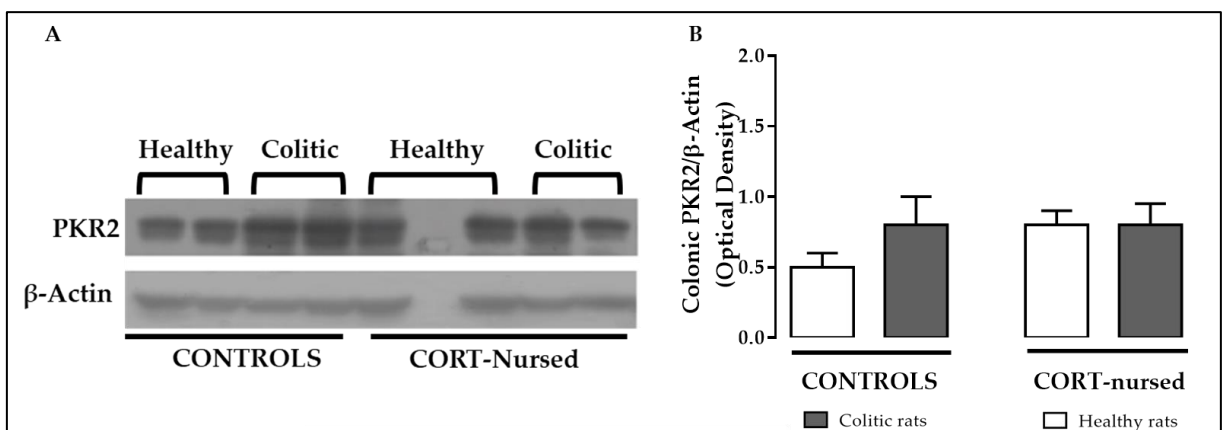 A
Healthy Colitic Healthy Colitic
PKR2
β-Actin
CONTROLS CORT-Nursed
B
Colonic PKR2/β-Actin
(Optical Density)
2.0
1.5
1.0
0.5
0.0
CONTROLS CORT-nursed
Colitic rats Healthy rats